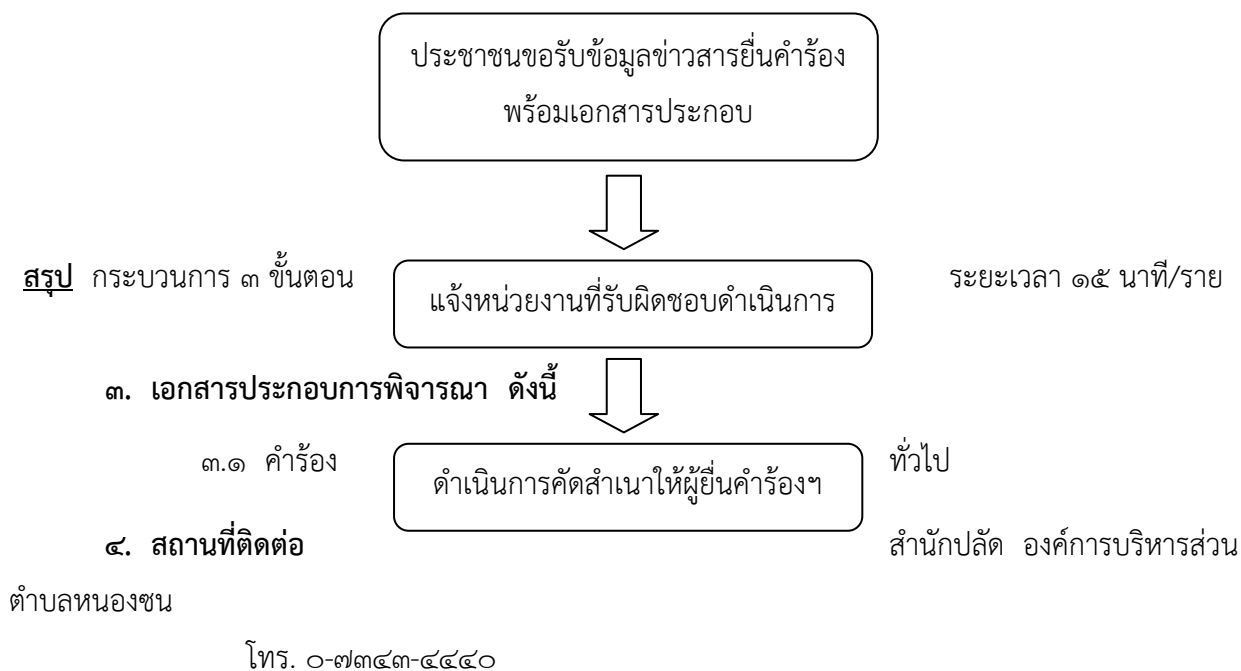 ประชาชนขอรับข้อมูลข่าวสารยื่นคำร้อง
พร้อมเอกสารประกอบ
สรุป กระบวนการ ๓ ขั้นตอน
แจ้งหน่วยงานที่รับผิดชอบดำเนินการ
ระยะเวลา ๑๕ นาที/ราย
๓. เอกสารประกอบการพิจารณา ดังนี้
๓.๑ คำร้อง
ดำเนินการคัดสำเนาให้ผู้ยื่นคำร้องฯ
ทั่วไป
๔. สถานที่ติดต่อ
สำนักปลัด องค์การบริหารส่วน
ตำบลหนองซน
โทร. ๐-๗๓๔๓-๔๔๔๐